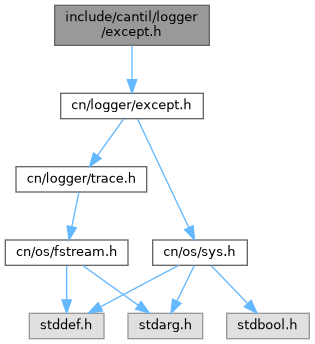 include/cantil/logger
/except.h
cn/logger/except.h
cn/logger/trace.h
cn/os/fstream.h
cn/os/sys.h
stddef.h
stdarg.h
stdbool.h